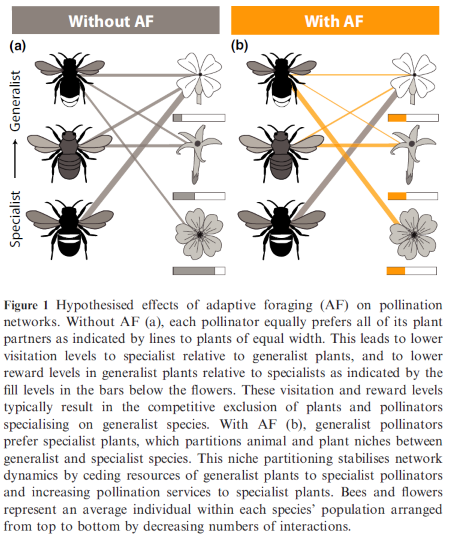 Without AF
With AF
(a)
(b)
Generalist
Specialist
Figure 1 Hypothesised effects of adaptive foraging (AF) on pollination
networks. Without AF (a), each pollinator equally prefers all of its plant
partners as indicated by lines to plants of equal width. This leads to lower
visitation levels to specialist relative to generalist plants, and to lower
reward levels in generalist plants relative to specialists as indicated by the
fill levels in the bars below the flowers. These visitation and reward levels
typically result in the competitive exclusion of plants and pollinators
specialising on generalist species. With AF (b), generalist pollinators
prefer specialist plants, which partitions animal and plant niches between
generalist and specialist species. This niche partitioning stabilises network
dynamics by ceding resources of generalist plants to specialist pollinators
and increasing pollination services to specialist plants. Bees and flowers
represent an average individual within each species' population arranged
from top to bottom by decreasing numbers of interactions.